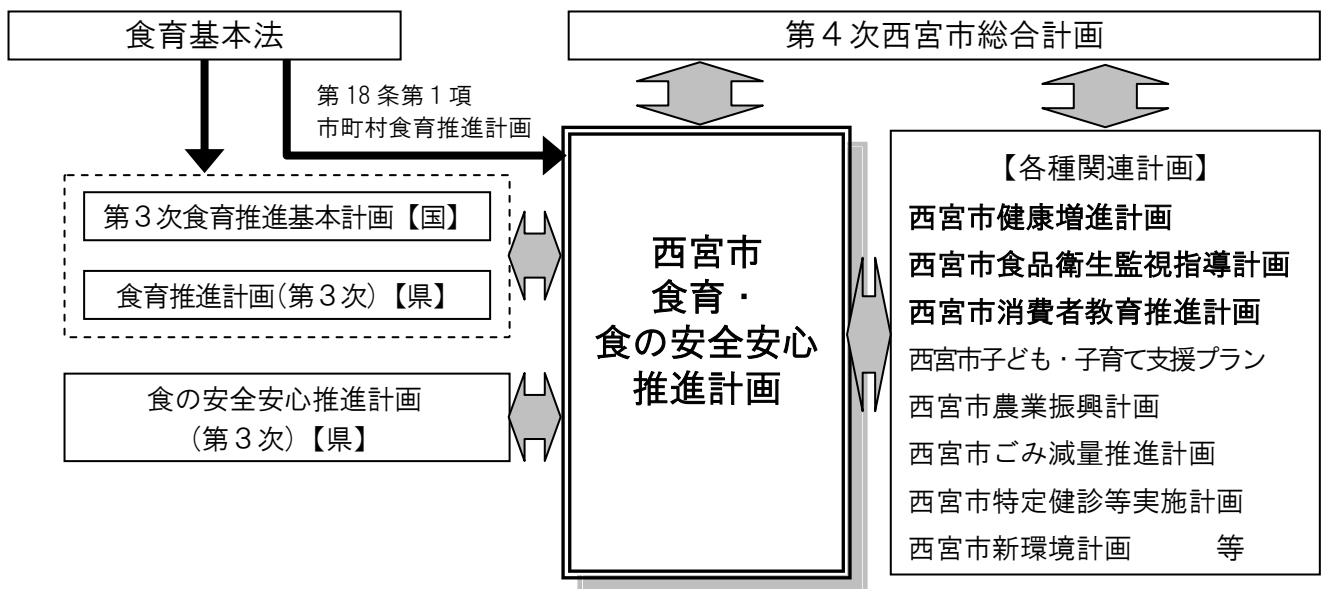 食育基本法
第４次西宮市総合計画
第18条第１項
市町村食育推進計画
第３次食育推進基本計画【国】
食育推進計画(第３次)【県】
食の安全安心推進計画
(第３次)【県】
西宮市
食育・
食の安全安心
推進計画
【各種関連計画】
西宮市健康増進計画
西宮市食品衛生監視指導計画
西宮市消費者教育推進計画
西宮市子ども・子育て支援プラン
西宮市農業振興計画
西宮市ごみ減量推進計画
西宮市特定健診等実施計画
西宮市新環境計画　　　等